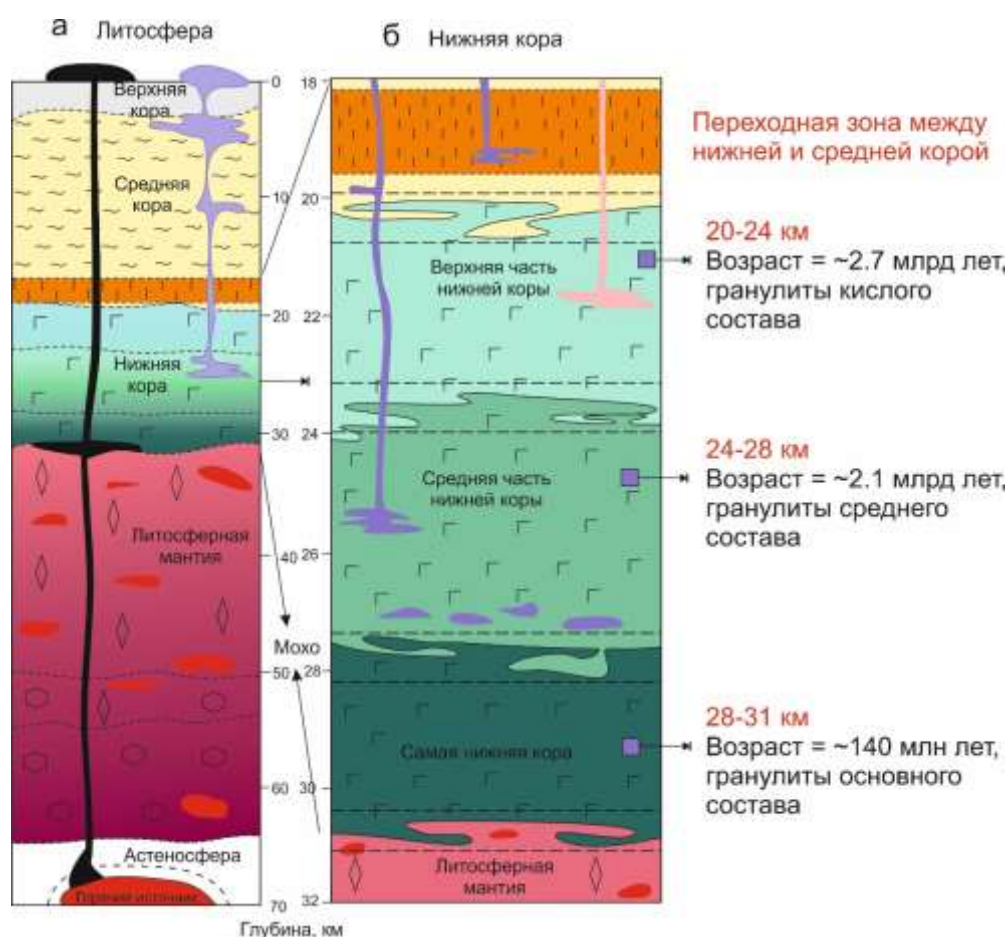 а Литосфера
Верхняя
кора
Средняя
кора
Нижняя
кора
Литосферная
мантия
Астеносфера
Горячий источник
0
10
20
30
40
50
60
70
Глубина, км
Мохо
б Нижняя кора
18
20
22
24
26
28
30
32
Верхняя часть
нижней коры
Средняя часть
нижней коры
Самая нижняя кора
Литосферная
мантия
Переходная зона между
нижней и средней корой
20-24 км
Возраст = ~2.7 млрд лет,
гранулиты кислого
состава
24-28 км
Возраст = ~2.1 млрд лет,
гранулиты среднего
состава
28-31 км
Возраст = ~140 млн лет,
гранулиты основного
состава